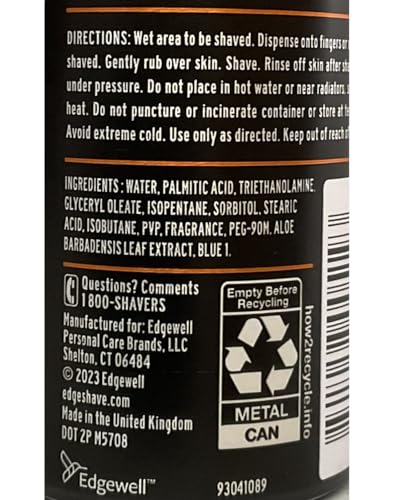 DIRECTIONS: Wet area to be shaved. Dispense onto fingers or
shaved. Gently rub over skin. Shave. Rinse off skin after
under pressure. Do not place in hot water or near radiators,
heat. Do not puncture or incinerate container or store at
Avoid extreme cold. Use only as directed. Keep out of reach of
INGREDIENTS: WATER, PALMITIC ACID, TRIETHANOLAMINE,
GLYCERYL OLEATE, ISOPENTANE, SORBITOL, STEARIC
ACID, ISOBUTANE, PVP, FRAGRANCE, PEG-90M, ALOE
BARBADENSIS LEAF EXTRACT, BLUE 1.
Questions? Comments
1 800-SHAVERS
Manufactured for: Edgewell
Personal Care Brands, LLC
Shelton, CT 06484
© 2023 Edgewell
edgeshave.com
Made in the United Kingdom
DOT 2P M5708
Edgewell™
Empty Before
Recycling
METAL
CAN
how2recycle.info
93041089